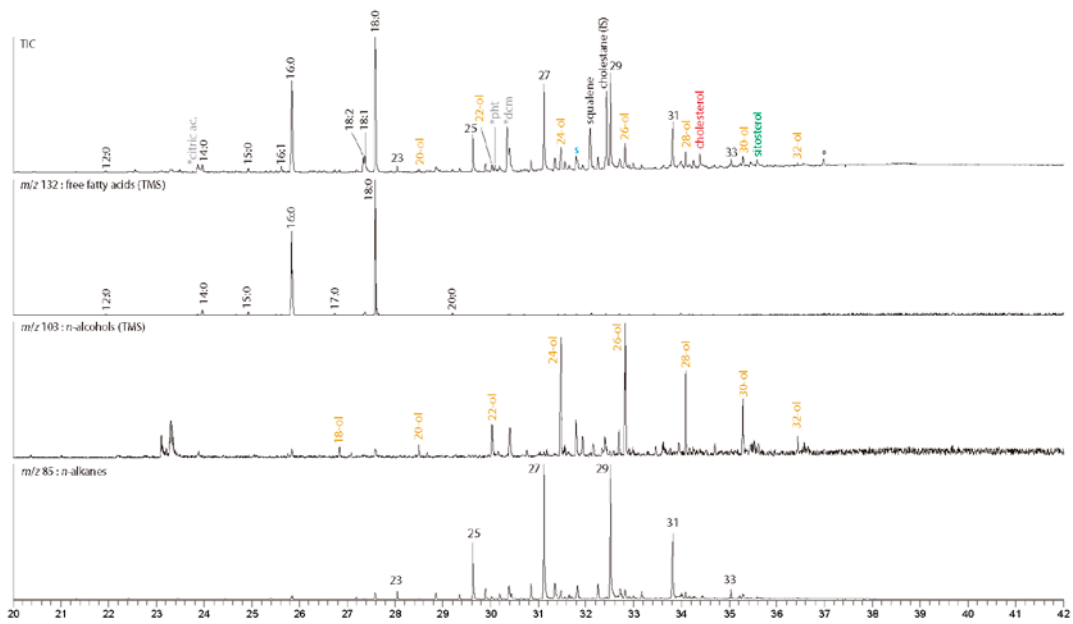 TIC
12:0
*citric ac.
14:0
15:0
16:1
16:0
18:2
18:1
18:0
23
20-ol
25
22-ol
*pht
*dcm
27
24-ol
s
squalene
cholestane (IS)
29
26-ol
31
28-ol
cholesterol
33
30-ol
sitosterol
32-ol
m/z 132 : free fatty acids (TMS)
12:0
14:0
15:0
16:0
17:0
18:0
20:0
m/z 103 : n-alcohols (TMS)
18-ol
20-ol
22-ol
24-ol
26-ol
28-ol
30-ol
32-ol
m/z 85 : n-alkanes
23
25
27
29
31
33
20 21 22 23 24 25 26 27 28 29 30 31 32 33 34 35 36 37 38 39 40 41 42